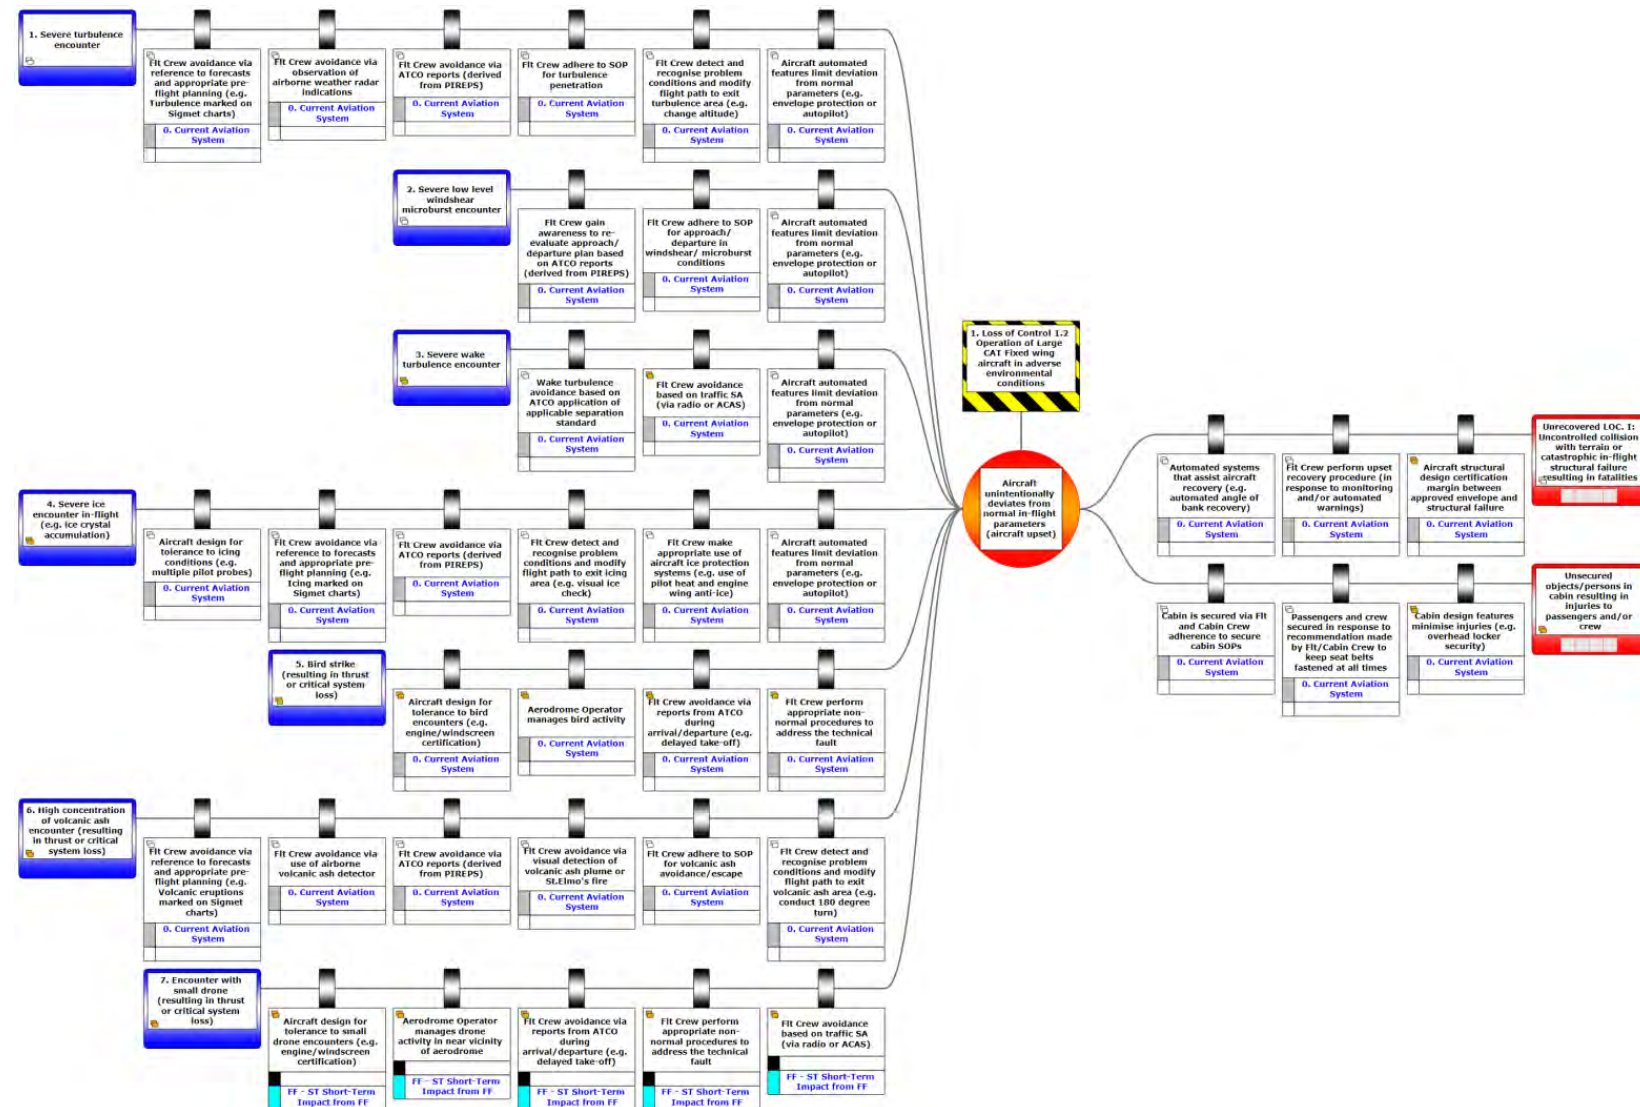 1. Severe turbulence
encounter
Flt Crew avoidance via
reference to forecasts
and appropriate pre-
flight planning (e.g.
Turbulence marked on
Sigmet charts)
0. Current Aviation
System
Flt Crew avoidance via
observation of
airborne weather radar
indications
0. Current Aviation
System
Flt Crew avoidance via
ATCO reports (derived
from PIREPS)
0. Current Aviation
System
Flt Crew adhere to SOP
for turbulence
penetration
0. Current Aviation
System
Flt Crew detect and
recognise problem
conditions and modify
flight path to exit
turbulence area (e.g.
change altitude)
0. Current Aviation
System
Aircraft automated
features limit deviation
from normal
parameters (e.g.
envelope protection or
autopilot)
0. Current Aviation
System
2. Severe low level
windshear
microburst encounter
Flt Crew gain
awareness to re-
evaluate approach/
departure plan based
on ATCO reports
(derived from PIREPS)
0. Current Aviation
System
Flt Crew adhere to SOP
for approach/
departure in
windshear/ microburst
conditions
0. Current Aviation
System
Aircraft automated
features limit deviation
from normal
parameters (e.g.
envelope protection or
autopilot)
0. Current Aviation
System
3. Severe wake
turbulence encounter
Wake turbulence
avoidance based on
ATCO application of
applicable separation
standard
0. Current Aviation
System
Flt Crew avoidance
based on traffic SA
(via radio or ACAS)
0. Current Aviation
System
Aircraft automated
features limit deviation
from normal
parameters (e.g.
envelope protection or
autopilot)
0. Current Aviation
System
4. Severe ice
encounter in-flight
(e.g. ice crystal
accumulation)
Aircraft design for
tolerance to icing
conditions (e.g.
multiple pilot probes)
0. Current Aviation
System
Flt Crew avoidance via
reference to forecasts
and appropriate pre-
flight planning (e.g.
Icing marked on
Sigmet charts)
0. Current Aviation
System
Flt Crew avoidance via
ATCO reports (derived
from PIREPS)
0. Current Aviation
System
Flt Crew detect and
recognise problem
conditions and modify
flight path to exit icing
area (e.g. visual ice
check)
0. Current Aviation
System
Flt Crew make
appropriate use of
aircraft ice protection
systems (e.g. use of
pilot heat and engine
wing anti-ice)
0. Current Aviation
System
Aircraft automated
features limit deviation
from normal
parameters (e.g.
envelope protection or
autopilot)
0. Current Aviation
System
5. Bird strike
(resulting in thrust
or critical system
loss)
Aircraft design for
tolerance to bird
encounters (e.g.
engine/windscreen
certification)
0. Current Aviation
System
Aerodrome Operator
manages bird activity
0. Current Aviation
System
Flt Crew avoidance via
reports from ATCO
during
arrival/departure (e.g.
delayed take-off)
0. Current Aviation
System
Flt Crew perform
appropriate non-
normal procedures to
address the technical
fault
0. Current Aviation
System
6. High concentration
of volcanic ash
encounter (resulting
in thrust or critical
system loss)
Flt Crew avoidance via
reference to forecasts
and appropriate pre-
flight planning (e.g.
Volcanic eruptions
marked on Sigmet
charts)
0. Current Aviation
System
Flt Crew avoidance via
use of airborne
volcanic ash detector
0. Current Aviation
System
Flt Crew avoidance via
ATCO reports (derived
from PIREPS)
0. Current Aviation
System
Flt Crew avoidance via
visual detection of
volcanic ash plume or
St.Elmo's fire
0. Current Aviation
System
Flt Crew adhere to SOP
for volcanic ash
avoidance/escape
0. Current Aviation
System
Flt Crew detect and
recognise problem
conditions and modify
flight path to exit
volcanic ash area (e.g.
conduct 180 degree
turn)
0. Current Aviation
System
7. Encounter with
small drone
(resulting in thrust
or critical system
loss)
Aircraft design for
tolerance to small
drone encounters (e.g.
engine/windscreen
certification)
FF - ST Short-Term
Impact from FF
Aerodrome Operator
manages drone
activity in near vicinity
of aerodrome
FF - ST Short-Term
Impact from FF
Flt Crew avoidance via
reports from ATCO
during
arrival/departure (e.g.
delayed take-off)
FF - ST Short-Term
Impact from FF
Flt Crew perform
appropriate non-
normal procedures to
address the technical
fault
FF - ST Short-Term
Impact from FF
Flt Crew avoidance
based on traffic SA
(via radio or ACAS)
FF - ST Short-Term
Impact from FF
1. Loss of Control 1.2
Operation of Large
CAT Fixed wing
aircraft in adverse
environmental
conditions
Aircraft
unintentionally
deviates from
normal in-flight
parameters
(aircraft upset)
Automated systems
that assist aircraft
recovery (e.g.
automated angle of
bank recovery)
0. Current Aviation
System
Flt Crew perform upset
recovery procedure (in
response to monitoring
and/or automated
warnings)
0. Current Aviation
System
Aircraft structural
design certification
margin between
approved envelope and
structural failure
0. Current Aviation
System
Unrecovered LOC. I:
Uncontrolled collision
with terrain or
catastrophic in-flight
structural failure
resulting in fatalities
Cabin is secured via Flt
and Cabin Crew
adherence to secure
cabin SOPs
0. Current Aviation
System
Passengers and crew
secured in response to
recommendation made
by Flt/Cabin Crew to
keep seat belts
fastened at all times
0. Current Aviation
System
Cabin design features
minimise injuries (e.g.
overhead locker
security)
0. Current Aviation
System
Unsecured
objects/persons in
cabin resulting in
injuries to
passengers and/or
crew